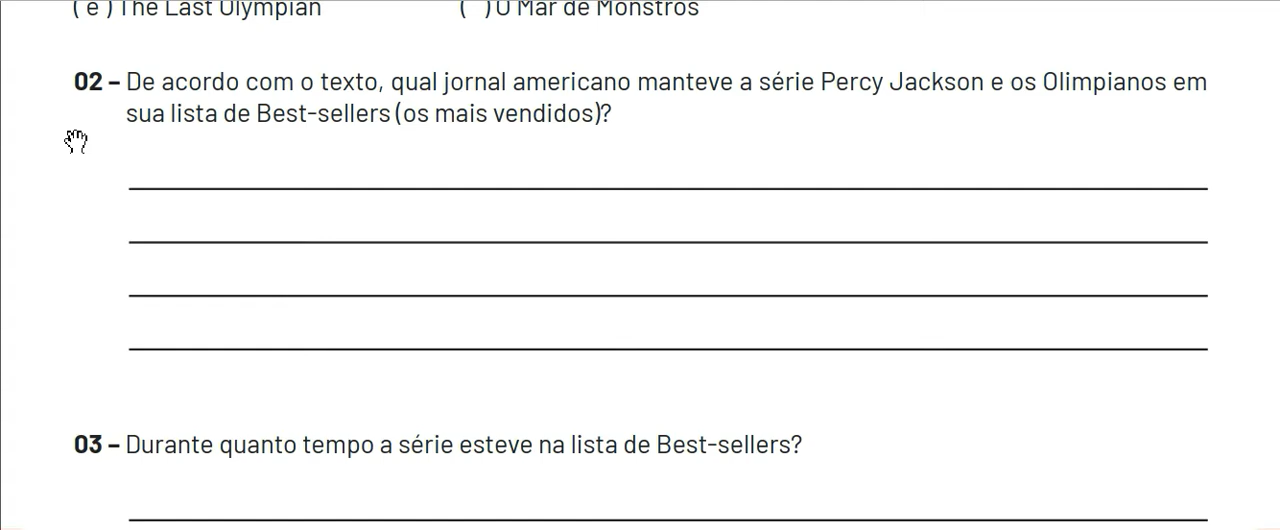 ( e ) The Last Olympian ( ) O Mar de Monstros
02 – De acordo com o texto, qual jornal americano manteve a série Percy Jackson e os Olimpianos em
sua lista de Best-sellers (os mais vendidos)?
03 – Durante quanto tempo a série esteve na lista de Best-sellers?